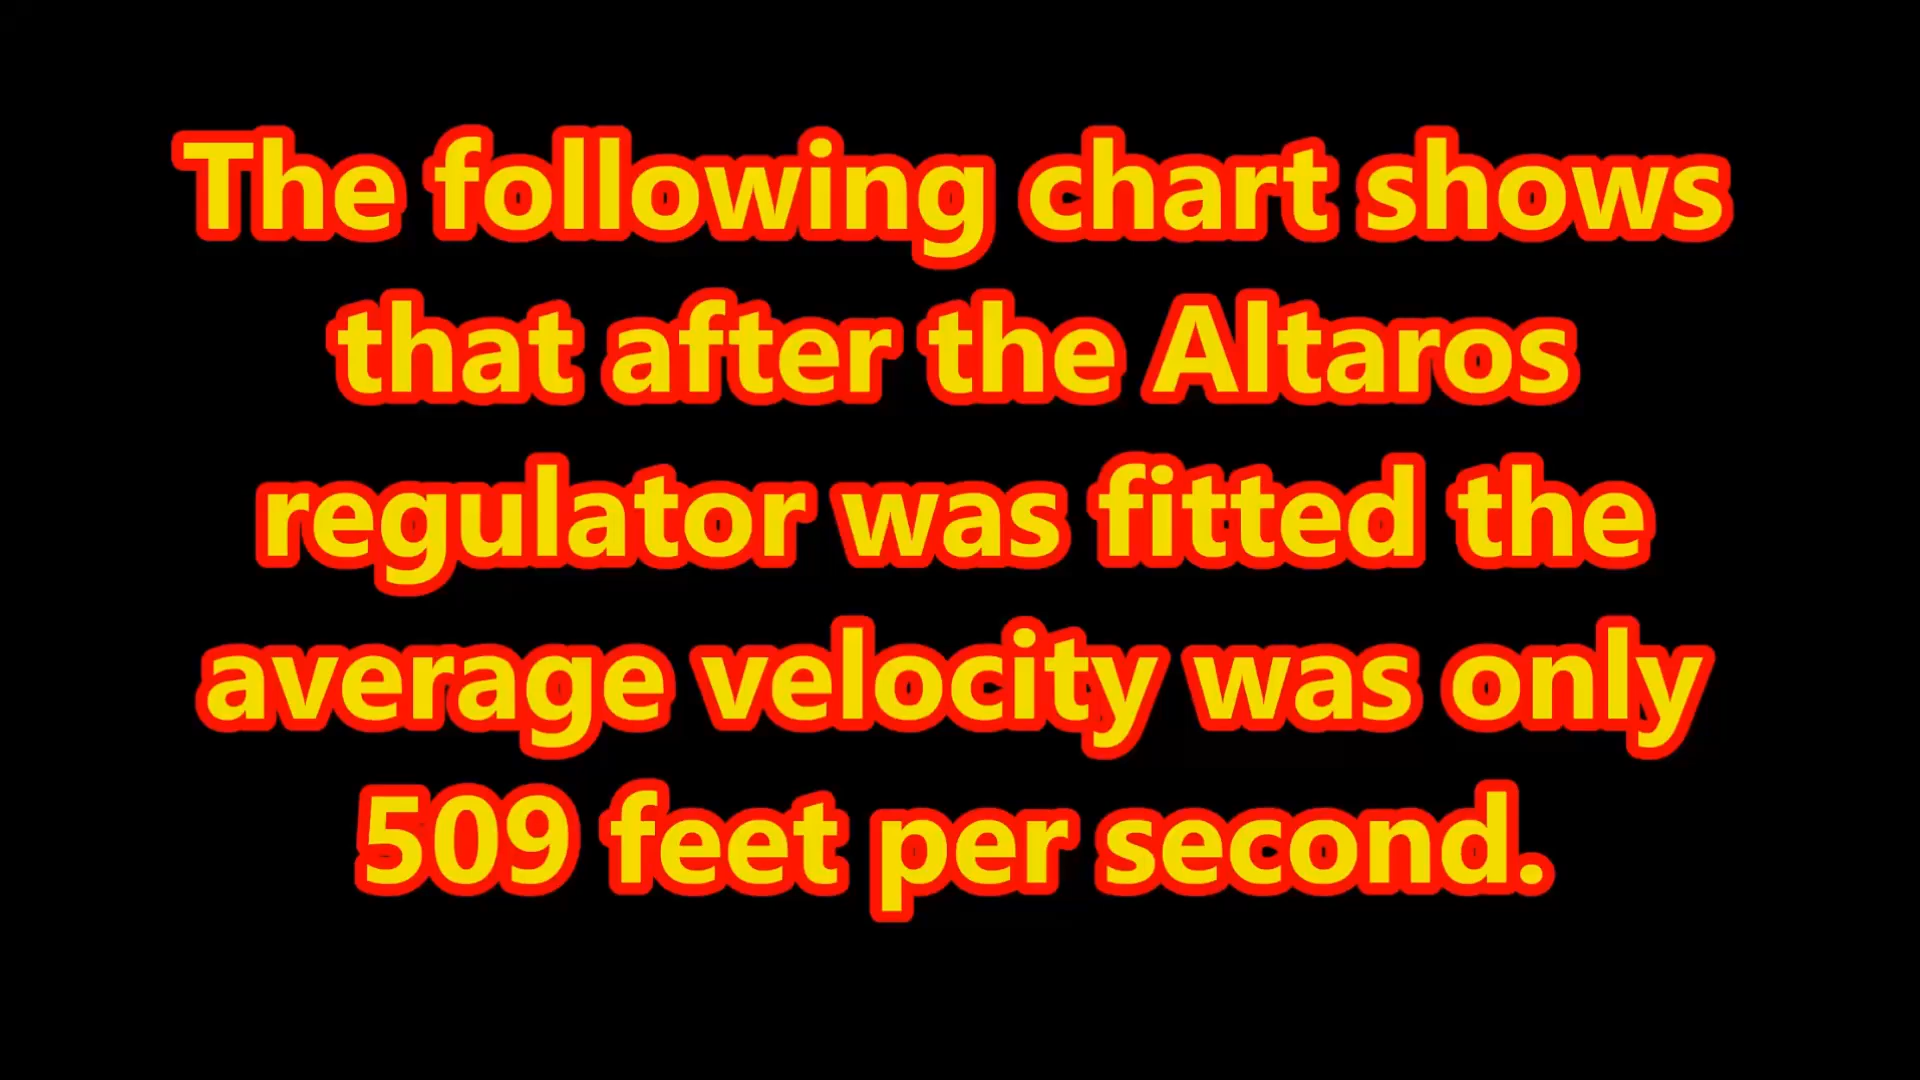 The following chart shows
that after the Altaros
regulator was fitted the
average velocity was only
509 feet per second.